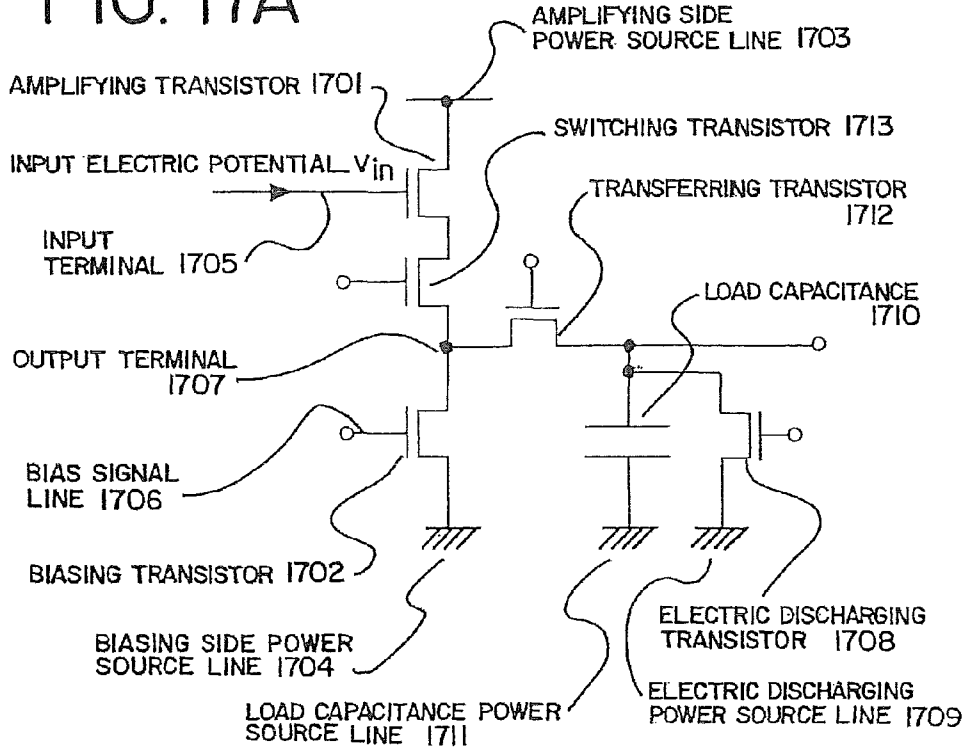 FIG. 17A
AMPLIFYING SIDE
POWER SOURCE LINE 1703
AMPLIFYING TRANSISTOR 1701
SWITCHING TRANSISTOR 1713
INPUT ELECTRIC POTENTIAL Vin
TRANSFERRING TRANSISTOR
1712
INPUT
TERMINAL 1705
LOAD CAPACITANCE
1710
OUTPUT TERMINAL
1707
BIAS SIGNAL
LINE 1706
BIASING TRANSISTOR 1702
ELECTRIC DISCHARGING
TRANSISTOR 1708
BIASING SIDE POWER
SOURCE LINE 1704
ELECTRIC DISCHARGING
POWER SOURCE LINE 1709
LOAD CAPACITANCE POWER
SOURCE LINE 1711